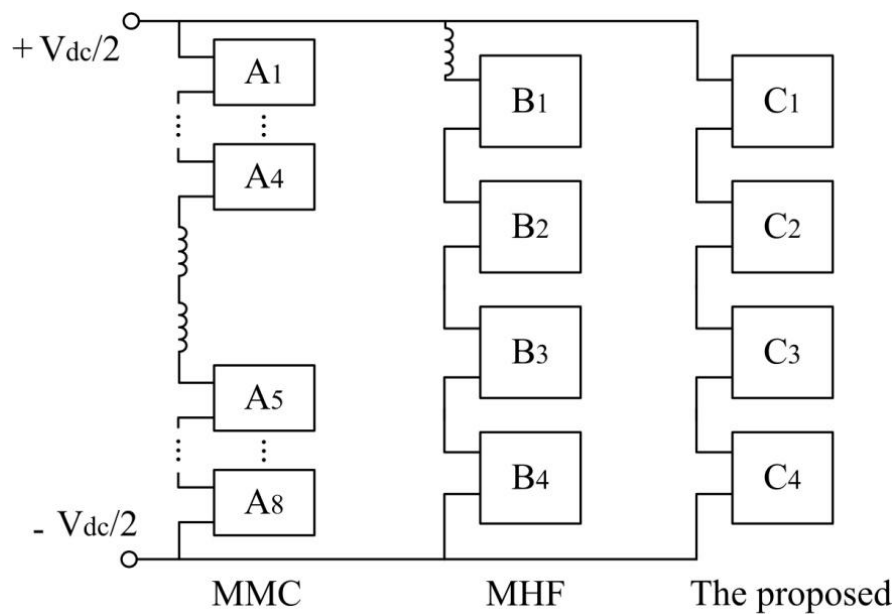 + Vdc/2
A1
B1
C1
A4
B2
C2
B3
C3
A5
B4
C4
A8
- Vdc/2
MMC
MHF
The proposed